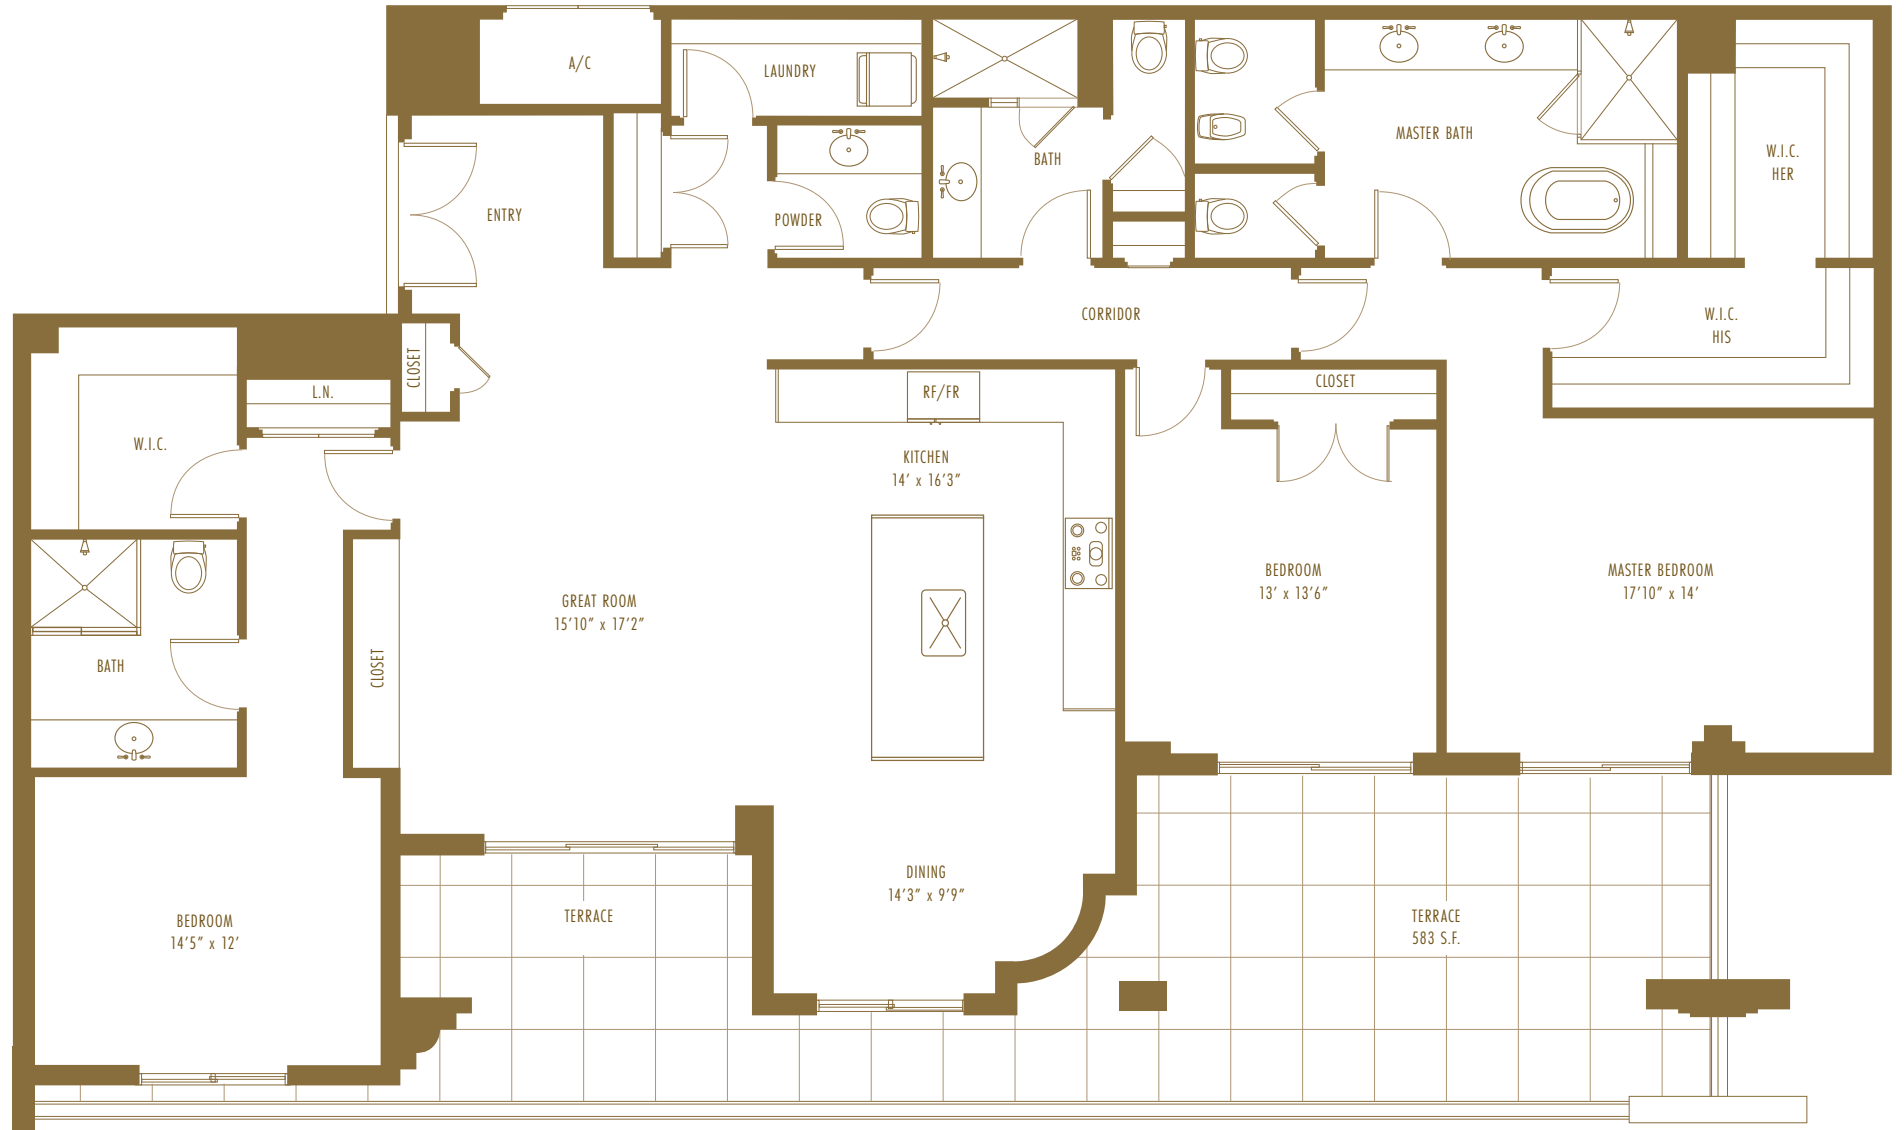 A/C
LAUNDRY
MASTER BATH
BATH
W.I.C.
HER
ENTRY
POWDER
CORRIDOR
W.I.C.
HIS
CLOSET
L.N.
RF/FR
CLOSET
W.I.C.
KITCHEN
14' x 16'3"
BEDROOM
13' x 13'6"
MASTER BEDROOM
17'10" x 14'
GREAT ROOM
15'10" x 17'2"
BATH
CLOSET
DINING
14'3" x 9'9"
TERRACE
TERRACE
583 S.F.
BEDROOM
14'5" x 12'